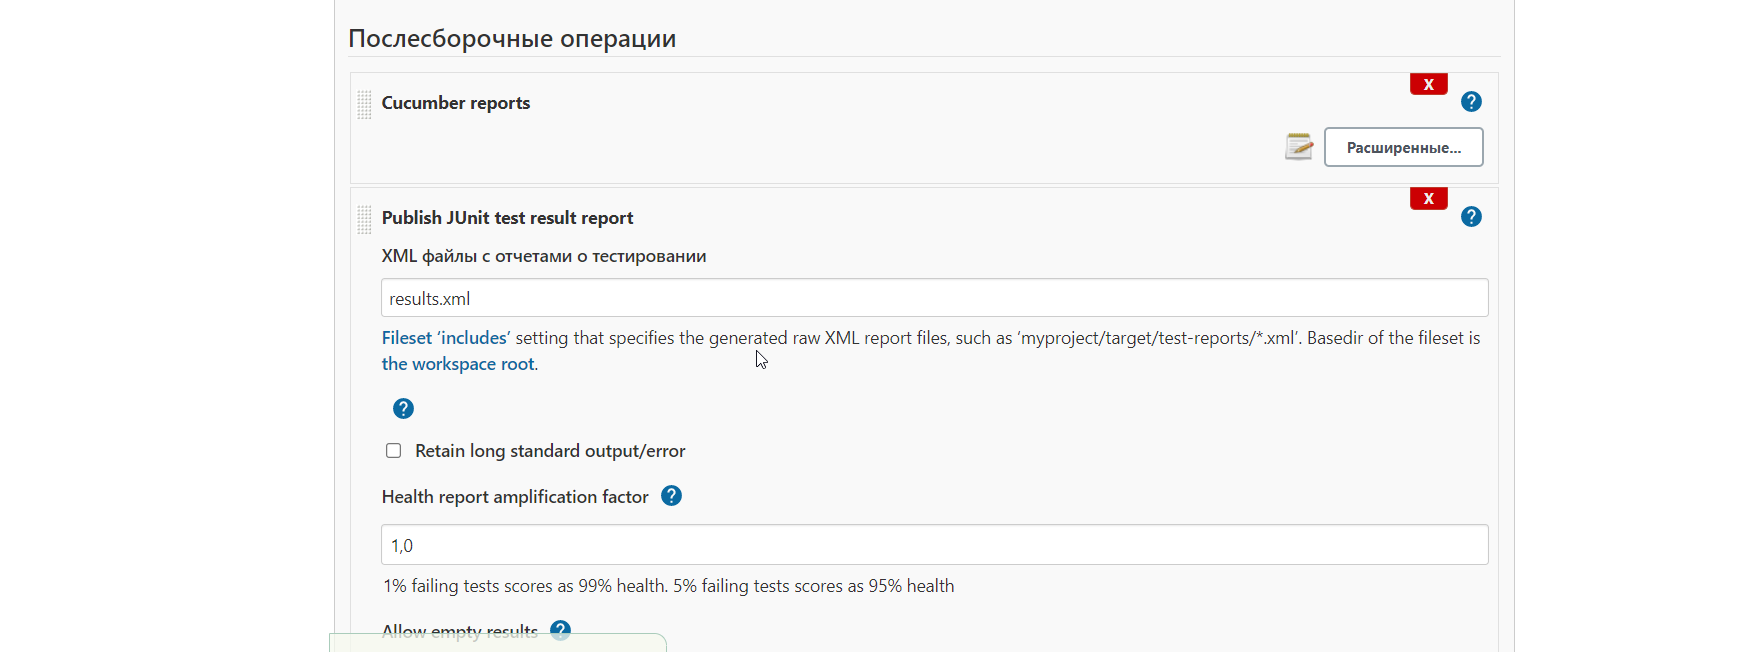 Послесборочные операции
X
Cucumber reports
?
Расширенные...
X
Publish JUnit test result report
?
XML файлы с отчетами о тестировании
results.xml
Fileset ‘includes’ setting that specifies the generated raw XML report files, such as ‘myproject/target/test-reports/*.xml’. Basedir of the fileset is
the workspace root.
?
Retain long standard output/error
Health report amplification factor ?
1,0
1% failing tests scores as 99% health. 5% failing tests scores as 95% health
Allow empty results ?